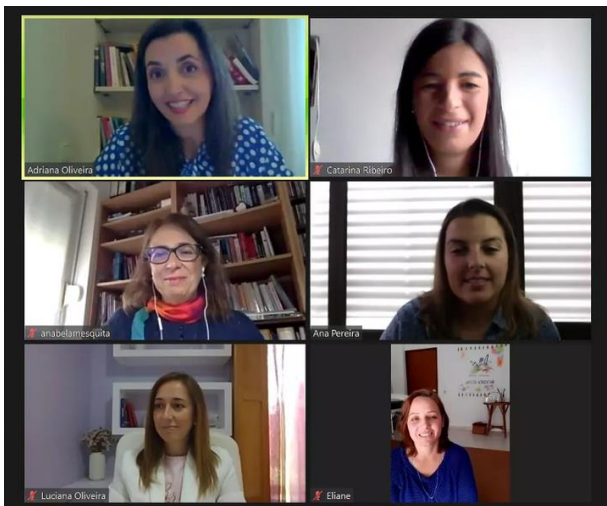 Adriana Oliveira
Catarina Ribeiro
anabelamesquita
Ana Pereira
Luciana Oliveira
Eliane